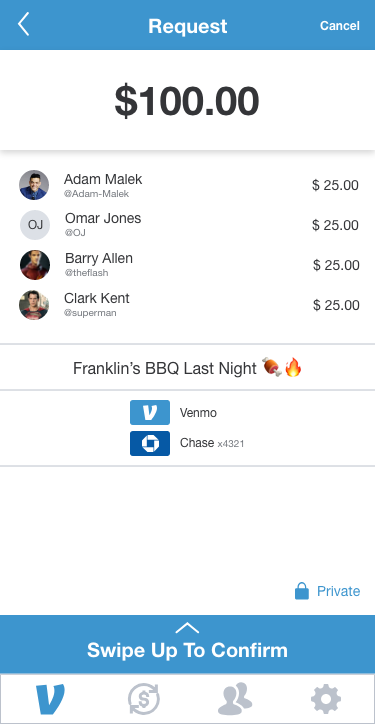 Request
Cancel
$100.00
Adam Malek
@Adam-Malek
$ 25.00
OJ
Omar Jones
@OJ
$ 25.00
Barry Allen
@theflash
$ 25.00
Clark Kent
@superman
$ 25.00
Franklin's BBQ Last Night 🍖🔥
Venmo
Chase x4321
Private
Swipe Up To Confirm